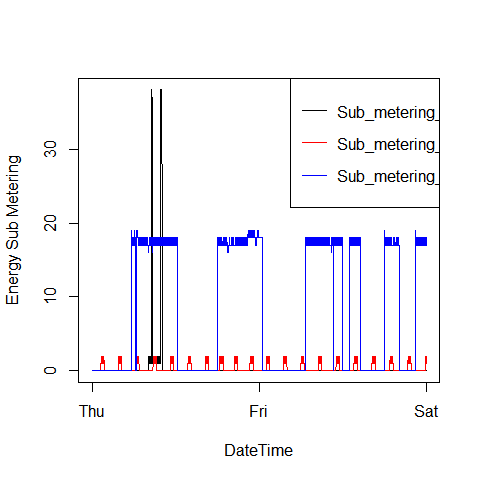 Sub_metering_
Sub_metering_
Sub_metering_
Energy Sub Metering
30
20
10
0
Thu
Fri
Sat
DateTime